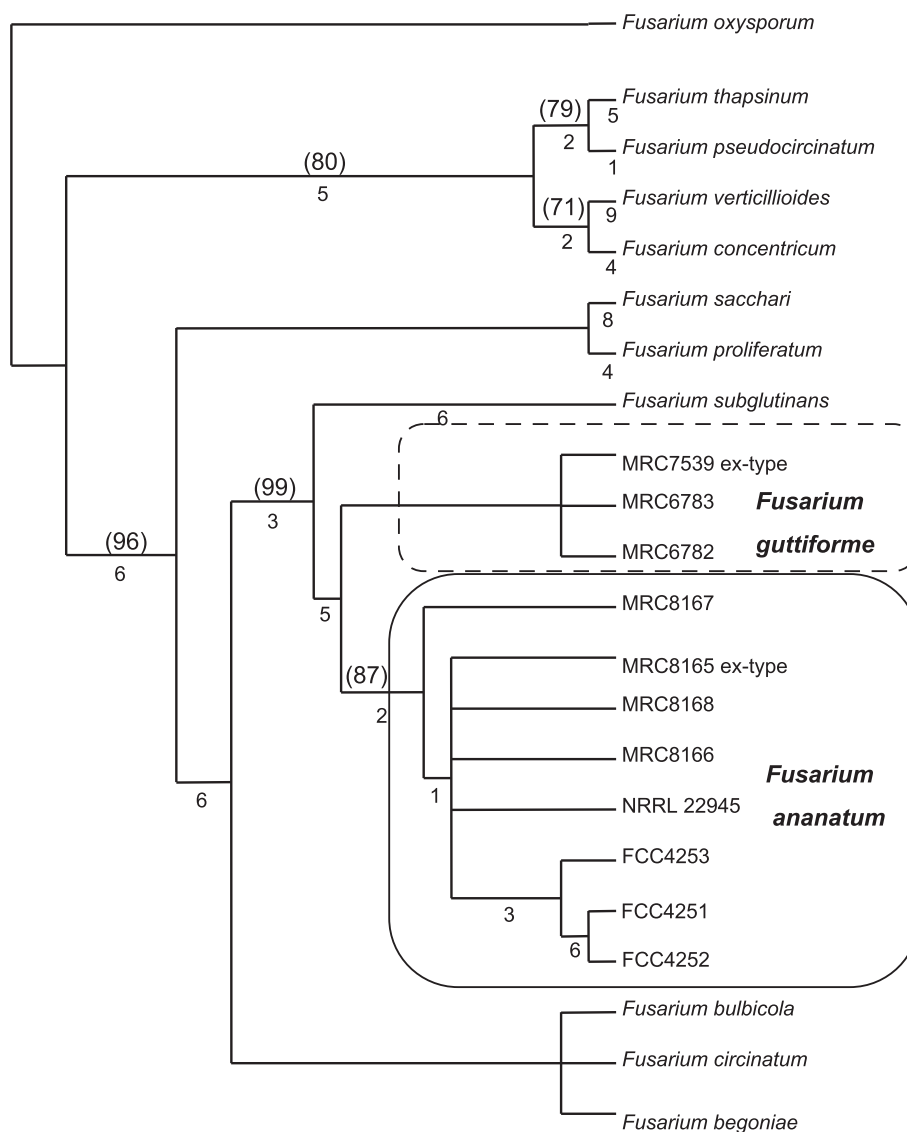 Fusarium oxysporum
Fusarium thapsinum
(79)
5
2
Fusarium pseudocircinatum
(80)
1
5
Fusarium verticillioides
(71)
9
2
Fusarium concentricum
4
Fusarium sacchari
8
Fusarium proliferatum
4
Fusarium subglutinans
6
MRC7539 ex-type
(99)
MRC6783
Fusarium
3
guttiforme
(96)
MRC6782
6
MRC8167
5
MRC8165 ex-type
(87)
MRC8168
2
MRC8166
Fusarium
6
1
NRRL 22945
ananatum
FCC4253
3
FCC4251
6
FCC4252
Fusarium bulbicola
Fusarium circinatum
Fusarium begoniae